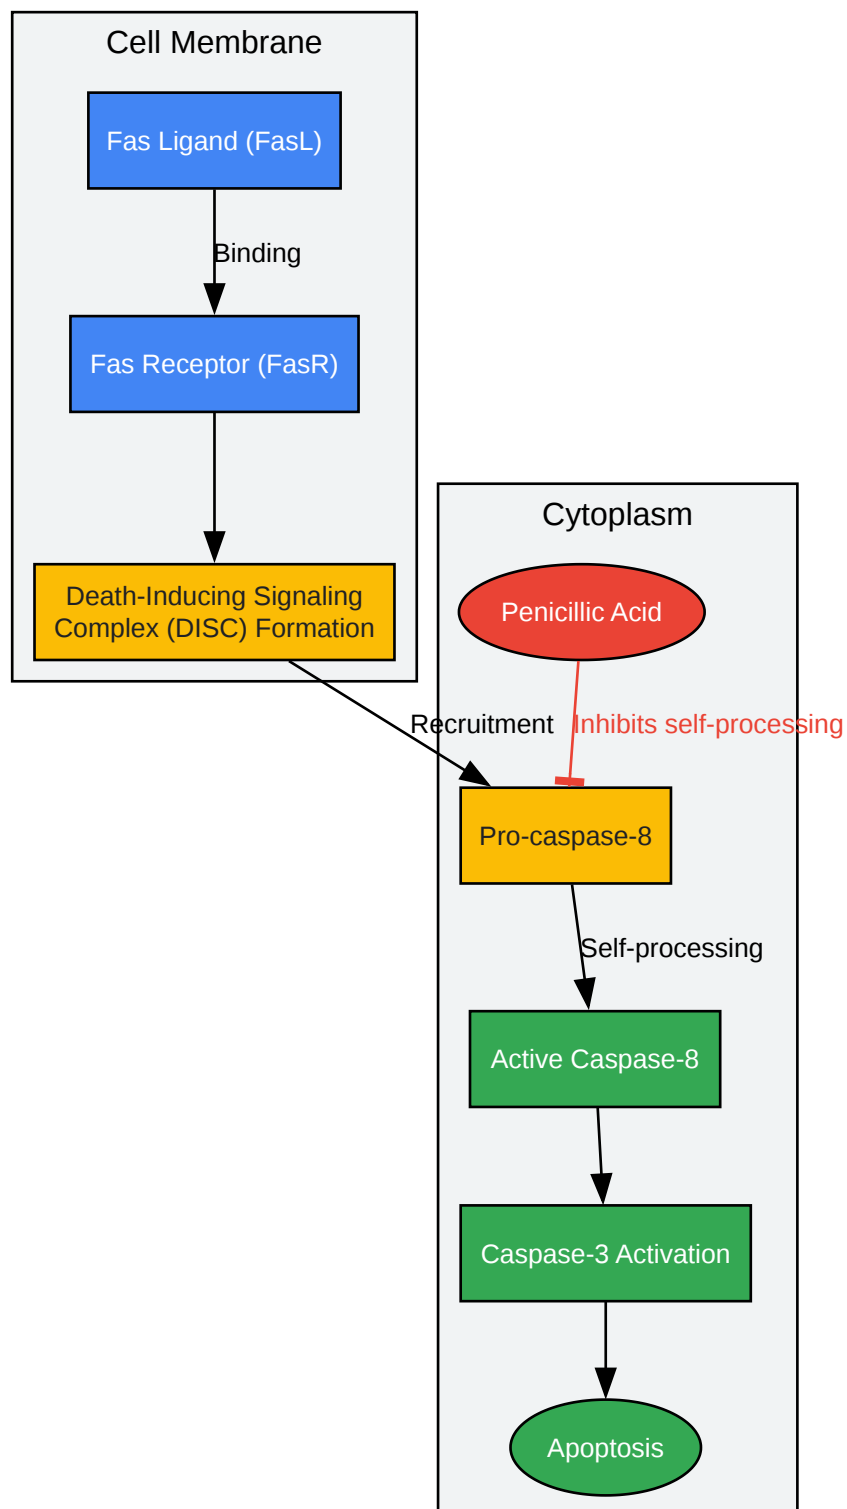 Cell Membrane
Fas Ligand (FasL)
Binding
Fas Receptor (FasR)
Death-Inducing Signaling
Complex (DISC) Formation
Cytoplasm
Penicillic Acid
Recruitment
Inhibits self-processing
Pro-caspase-8
Self-processing
Active Caspase-8
Caspase-3 Activation
Apoptosis